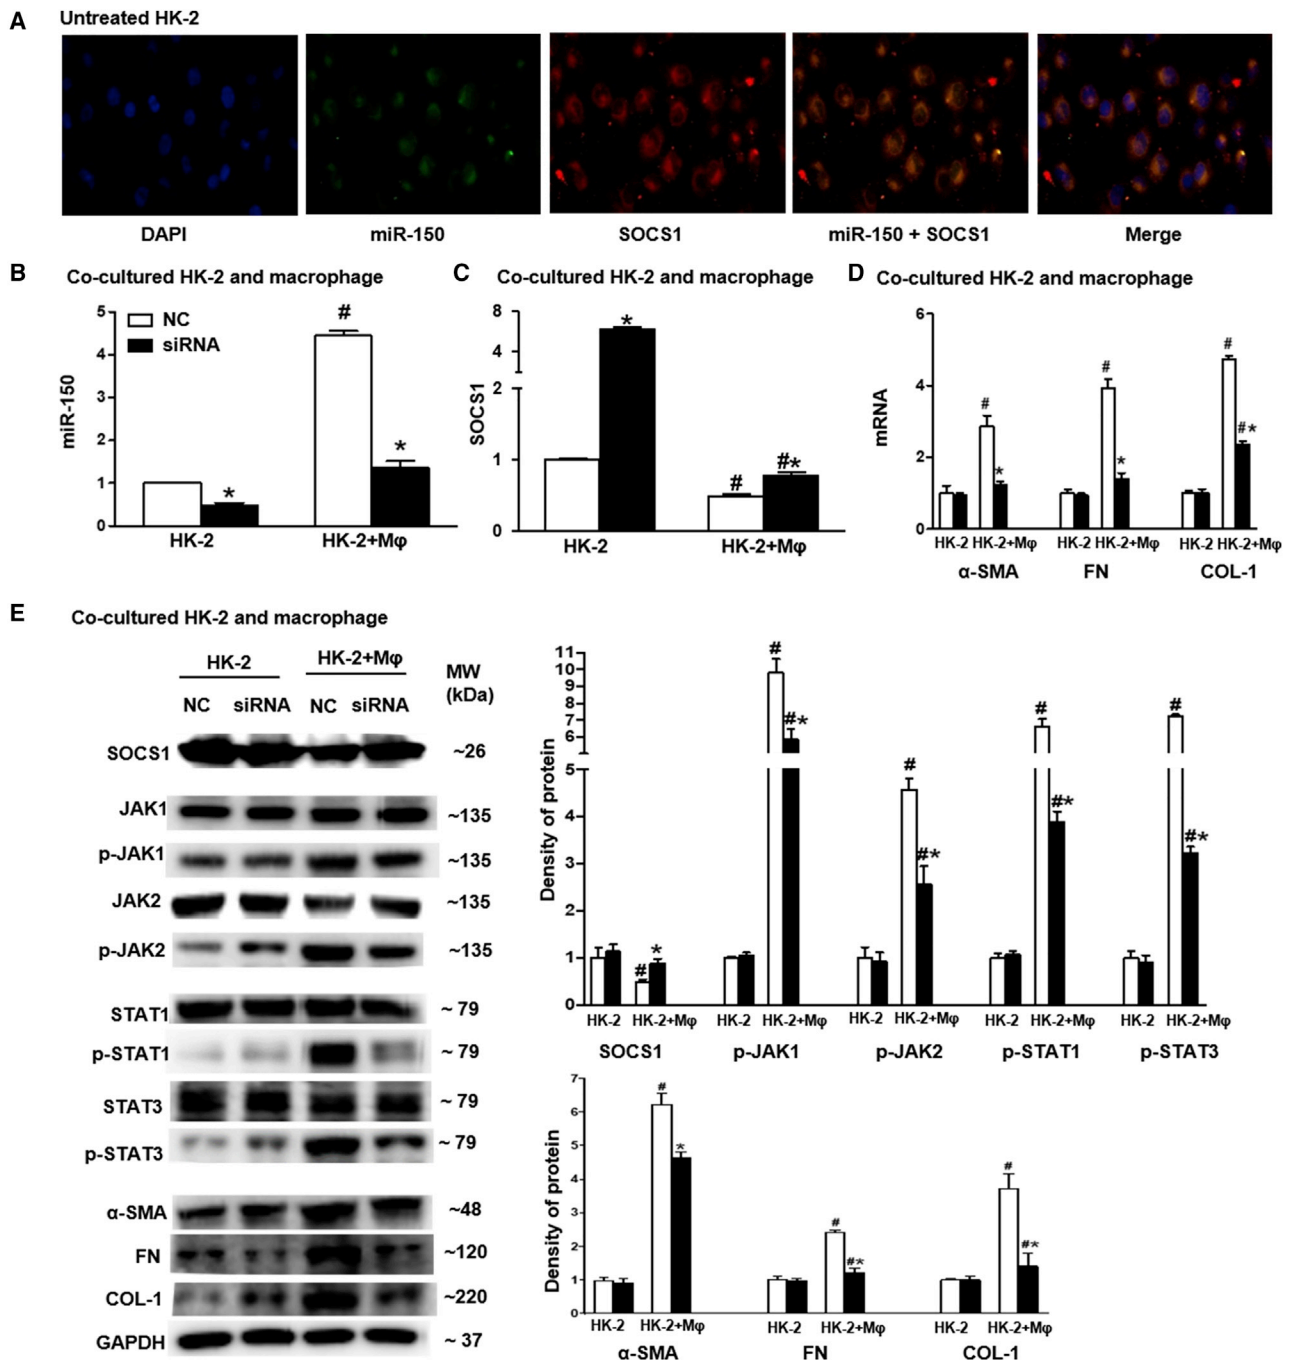 A
Untreated HK-2
DAPI miR-150 SOCS1 miR-150 + SOCS1 Merge
B
Co-cultured HK-2 and macrophage
miR-150
5
4
3
2
1
0
NC
siRNA
*
#
*
HK-2 HK-2+Mφ
C
Co-cultured HK-2 and macrophage
SOCS1
8
4
2
1
0
*
#
#*
HK-2 HK-2+Mφ
D
Co-cultured HK-2 and macrophage
mRNA
6
4
2
0
#
*
#
*
#
#*
HK-2 HK-2+Mφ HK-2 HK-2+Mφ HK-2 HK-2+Mφ
α-SMA FN COL-1
E
Co-cultured HK-2 and macrophage
HK-2 HK-2+Mφ
NC siRNA NC siRNA
MW
(kDa)
SOCS1 ~26
JAK1 ~135
p-JAK1 ~135
JAK2 ~135
p-JAK2 ~135
STAT1 ~ 79
p-STAT1 ~ 79
STAT3 ~ 79
p-STAT3 ~ 79
α-SMA ~48
FN ~120
COL-1 ~220
GAPDH ~ 37
Density of protein
11
10
9
8
7
6
5
4
3
2
1
0
#
*
#
#*
#
#*
#
#*
#
#*
HK-2 HK-2+Mφ HK-2 HK-2+Mφ HK-2 HK-2+Mφ HK-2 HK-2+Mφ HK-2 HK-2+Mφ
SOCS1 p-JAK1 p-JAK2 p-STAT1 p-STAT3
Density of protein
7
6
5
4
3
2
1
0
#
*
#
#*
#
#*
HK-2 HK-2+Mφ HK-2 HK-2+Mφ HK-2 HK-2+Mφ
α-SMA FN COL-1